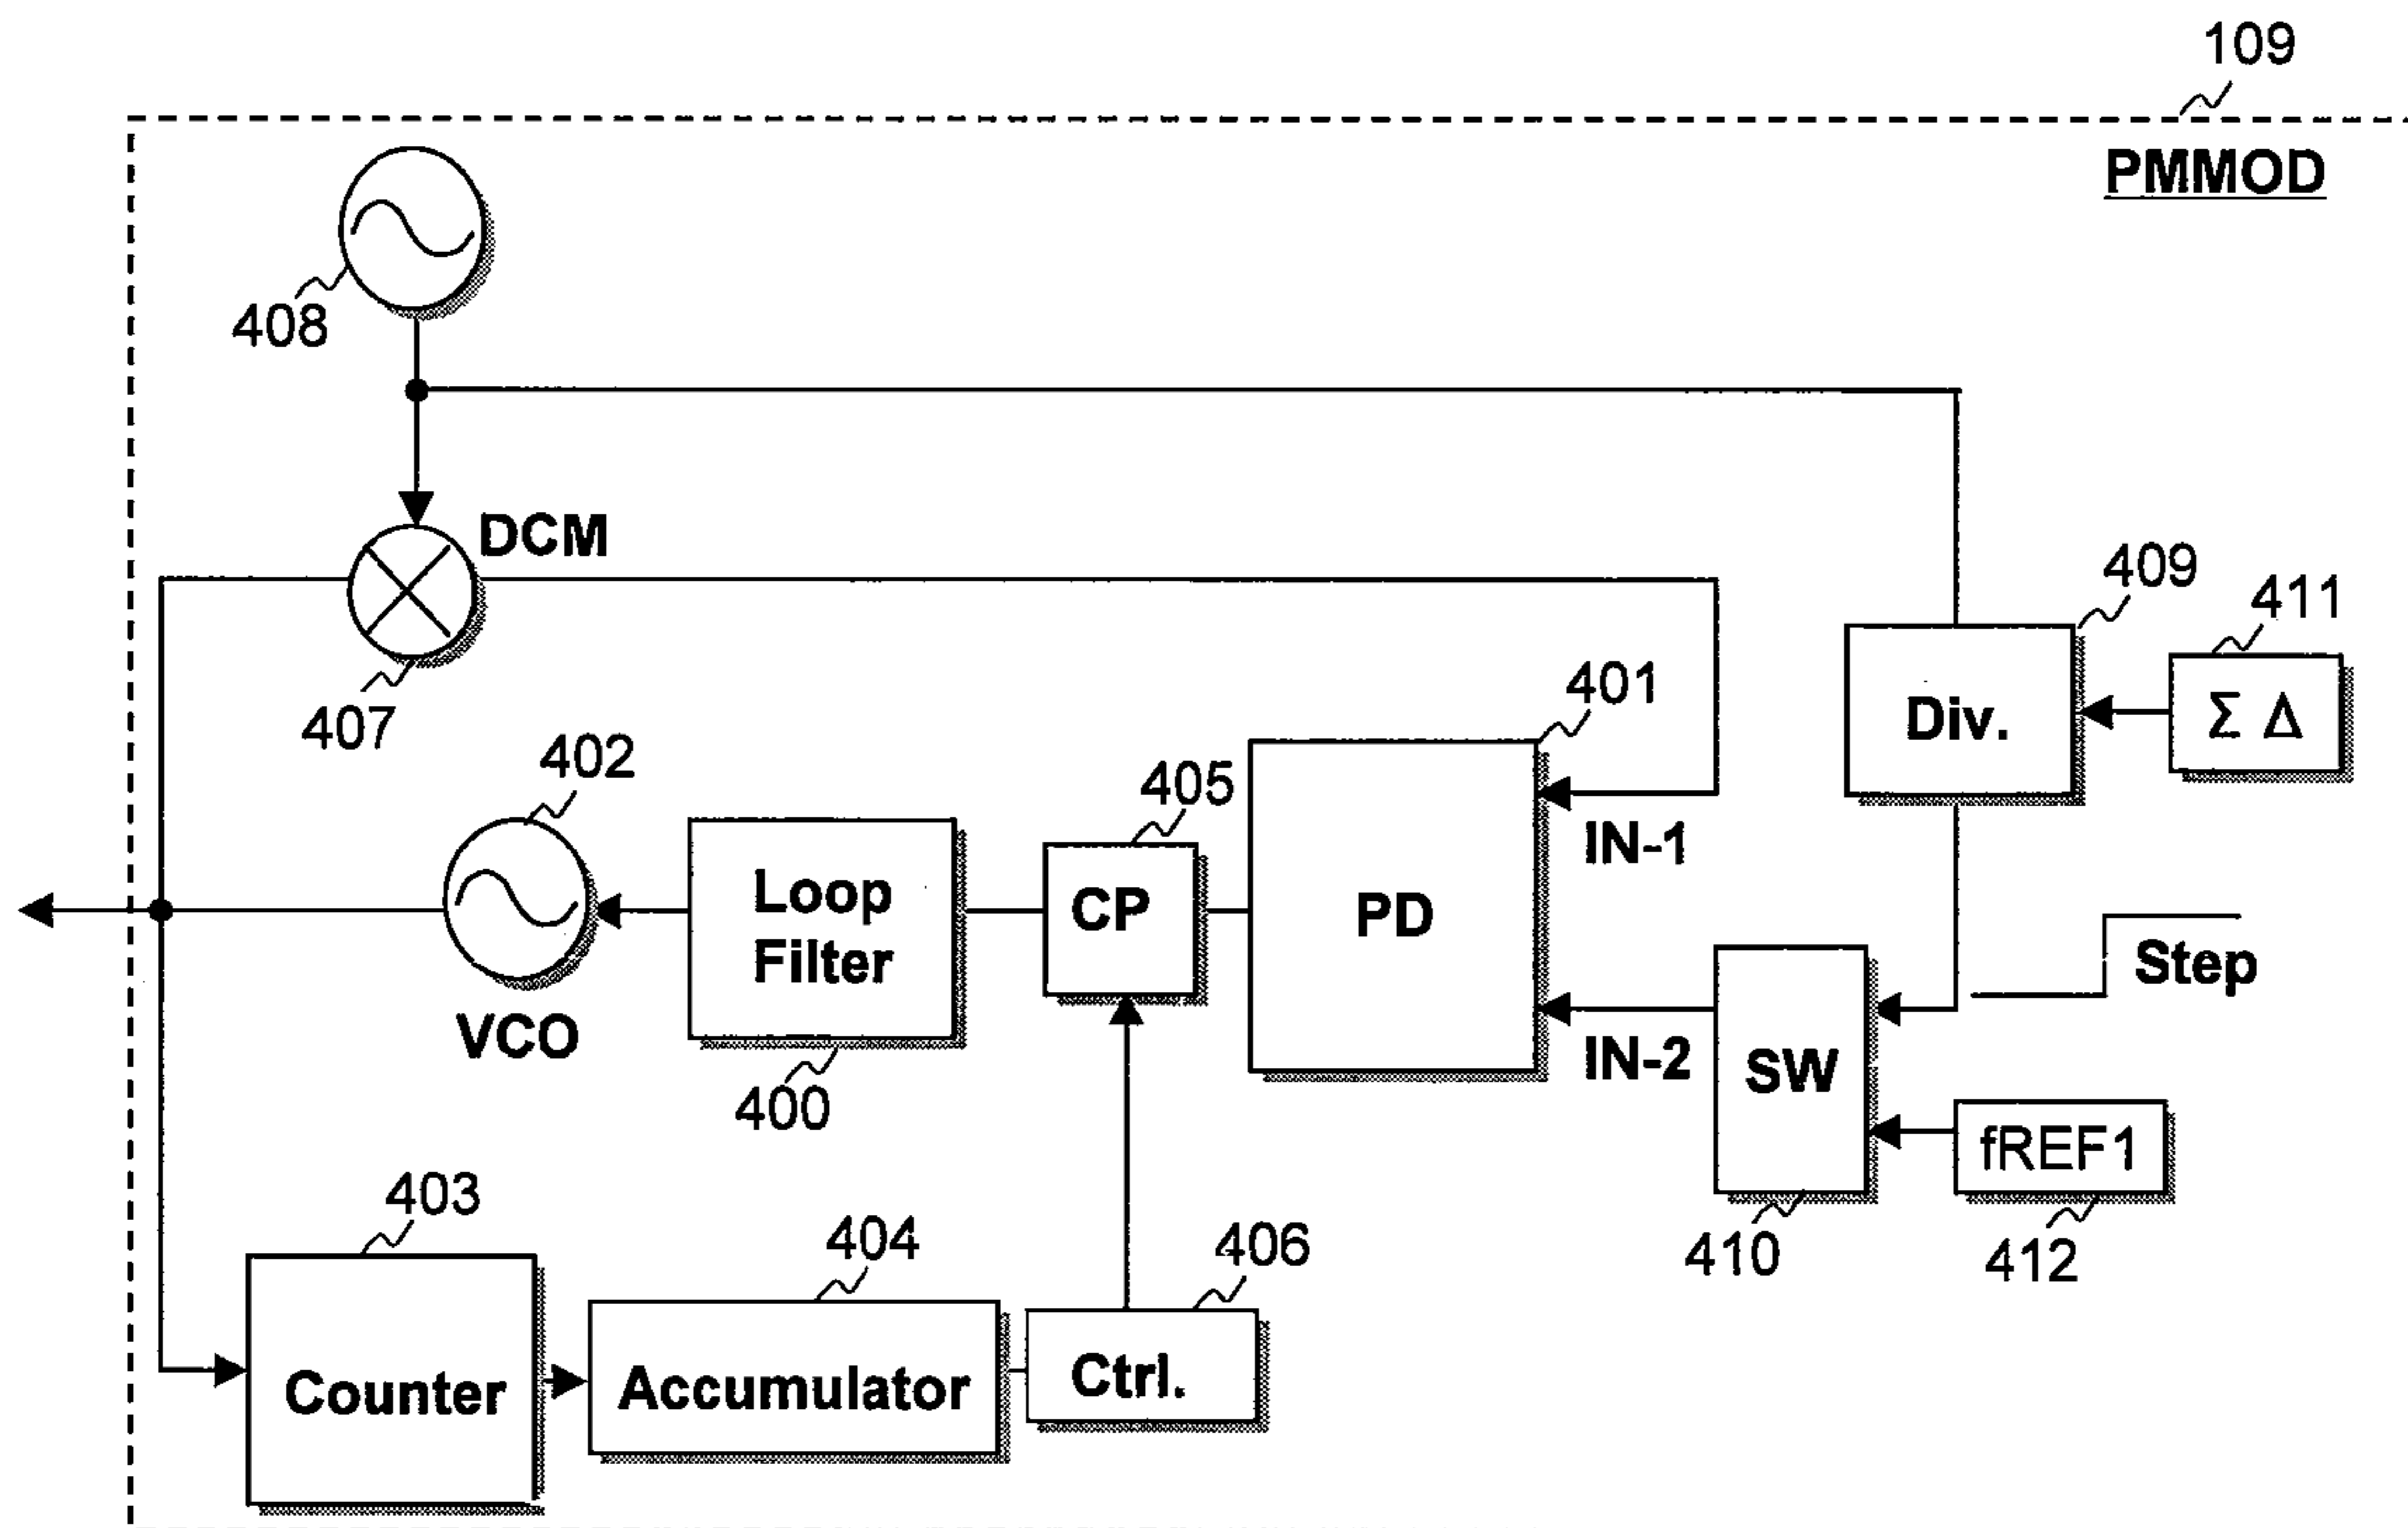 109
PMMOD
408
DCM
407
409
411
Div.
Σ Δ
401
402
405
IN-1
Loop
Filter
CP
PD
Step
VCO
IN-2
SW
400
fREF1
403
404
406
410
412
Counter
Accumulator
Ctrl.